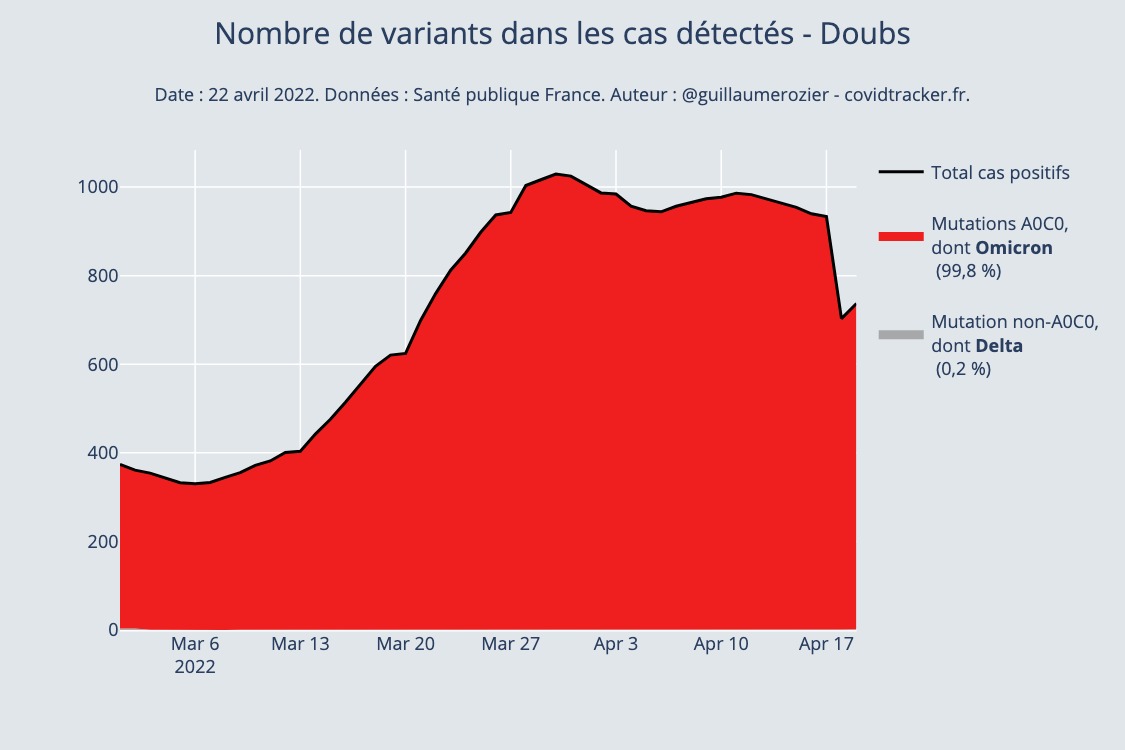 Nombre de variants dans les cas détectés - Doubs
Date : 22 avril 2022. Données : Santé publique France. Auteur : @guillaumerozier - covidtracker.fr.
1000
800
600
400
200
0
Mar 6
2022
Mar 13
Mar 20
Mar 27
Apr 3
Apr 10
Apr 17
Total cas positifs
Mutations A0C0,
dont Omicron
(99,8 %)
Mutation non-A0C0,
dont Delta
(0,2 %)